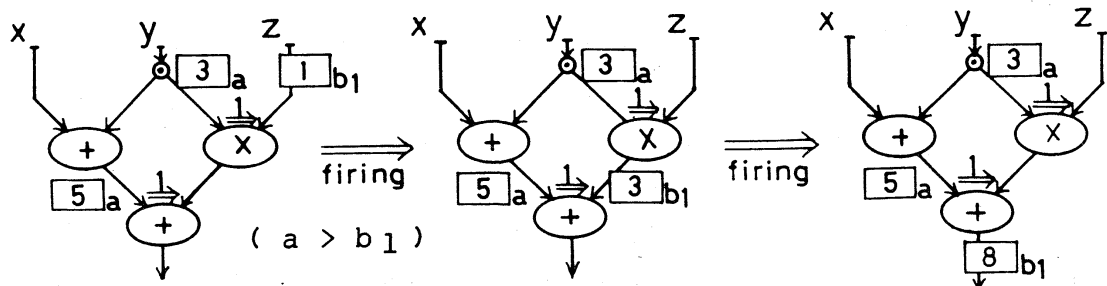 x y z
3 a 1 b1
1
+ x
5 a 1
+
( a > b1 )
firing
x y z
3 a
1
+ x
5 a 1 3 b1
+
firing
x y z
3 a
1
+ x
5 a 1
+
8 b1